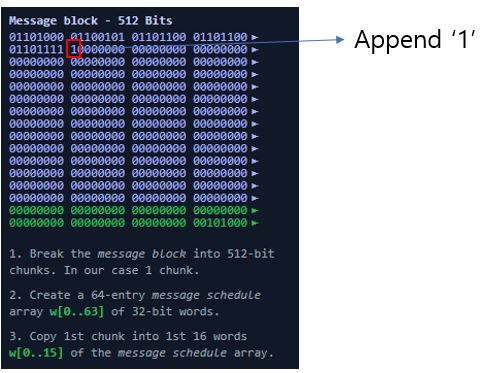 Message block - 512 Bits
01101000 01100101 01101100 01101100 ►
01101111 10000000 00000000 00000000 ►
Append ‘1’
00000000 00000000 00000000 00000000 ►
00000000 00000000 00000000 00000000 ►
00000000 00000000 00000000 00000000 ►
00000000 00000000 00000000 00000000 ►
00000000 00000000 00000000 00000000 ►
00000000 00000000 00000000 00000000 ►
00000000 00000000 00000000 00000000 ►
00000000 00000000 00000000 00000000 ►
00000000 00000000 00000000 00000000 ►
00000000 00000000 00000000 00000000 ►
00000000 00000000 00000000 00000000 ►
00000000 00000000 00000000 00000000 ►
00000000 00000000 00000000 00000000 ►
00000000 00000000 00000000 00101000 ►
1. Break the message block into 512-bit
chunks. In our case 1 chunk.
2. Create a 64-entry message schedule
array w[0..63] of 32-bit words.
3. Copy 1st chunk into 1st 16 words
w[0..15] of the message schedule array.